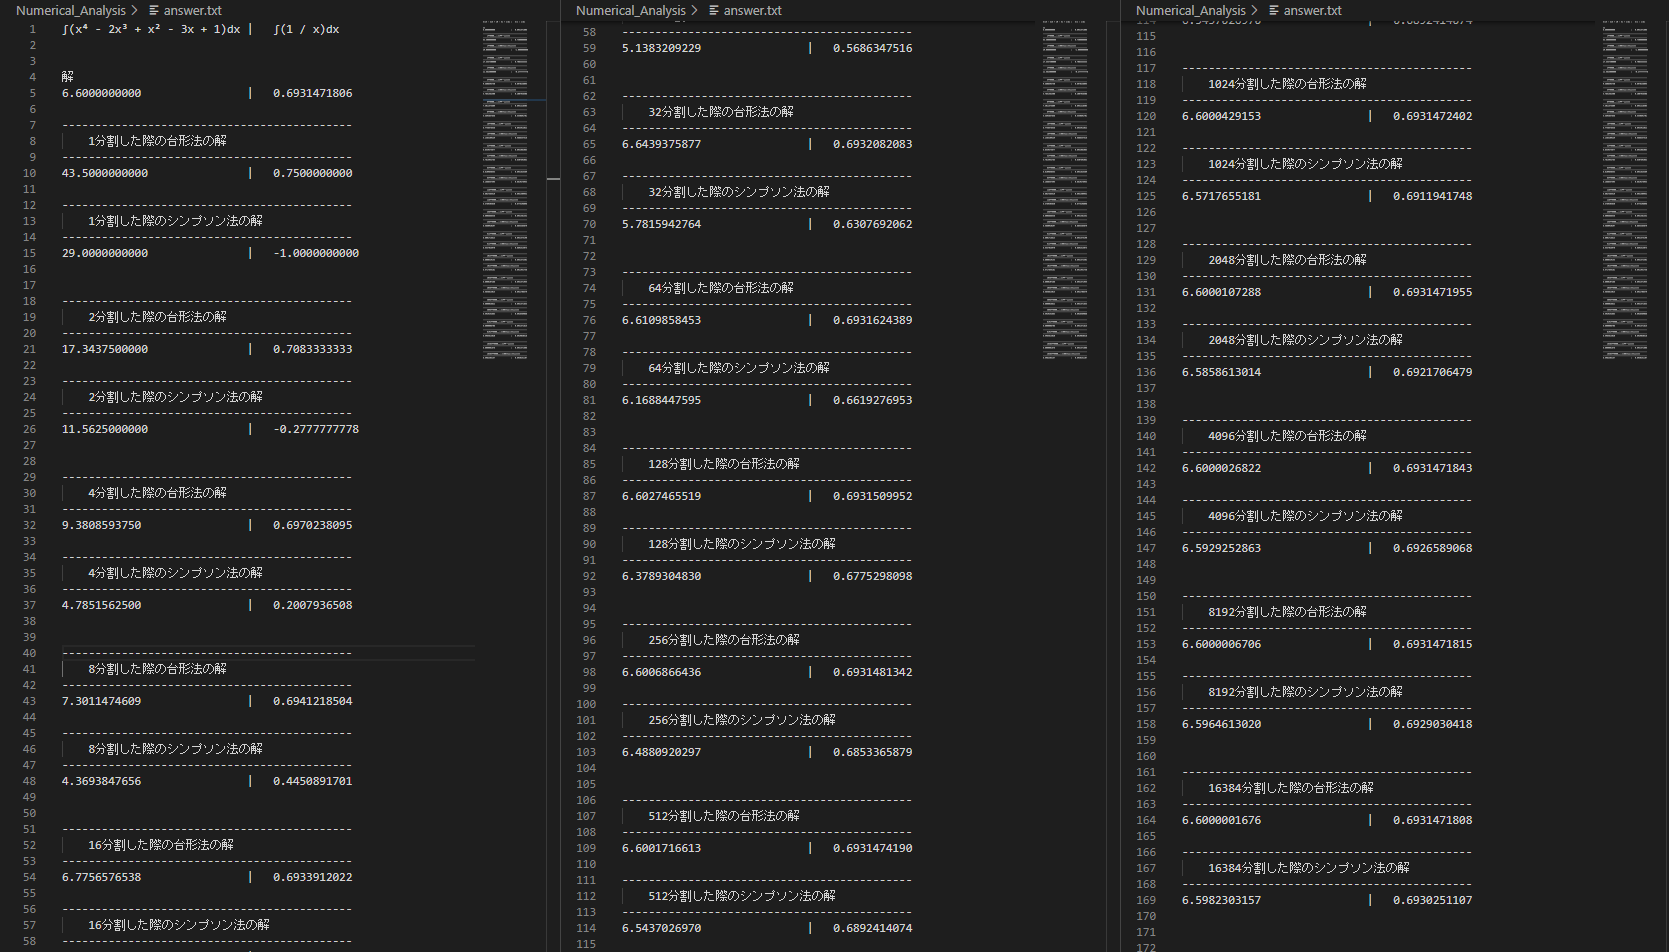 Numerical_Analysis > answer.txt
1 ∫(x⁴ - 2x³ + x² - 3x + 1)dx | ∫(1 / x)dx
2
3
4 解
5 6.6000000000 | 0.6931471806
6
7 -----------------------------------------
8 1分割した際の台形法の解
9 -----------------------------------------
10 43.5000000000 | 0.7500000000
11
12 -----------------------------------------
13 1分割した際のシンプソン法の解
14 -----------------------------------------
15 29.0000000000 | -1.0000000000
16
17
18 -----------------------------------------
19 2分割した際の台形法の解
20 -----------------------------------------
21 17.3437500000 | 0.7083333333
22
23 -----------------------------------------
24 2分割した際のシンプソン法の解
25 -----------------------------------------
26 11.5625000000 | -0.2777777778
27
28
29 -----------------------------------------
30 4分割した際の台形法の解
31 -----------------------------------------
32 9.3808593750 | 0.6970238095
33
34 -----------------------------------------
35 4分割した際のシンプソン法の解
36 -----------------------------------------
37 4.7851562500 | 0.2007936508
38
39
40 -----------------------------------------
41 8分割した際の台形法の解
42 -----------------------------------------
43 7.3011474609 | 0.6941218504
44
45 -----------------------------------------
46 8分割した際のシンプソン法の解
47 -----------------------------------------
48 4.3693847656 | 0.4450891701
49
50
51 -----------------------------------------
52 16分割した際の台形法の解
53 -----------------------------------------
54 6.7756576538 | 0.6933912022
55
56 -----------------------------------------
57 16分割した際のシンプソン法の解
58 -----------------------------------------
Numerical_Analysis > answer.txt
58 -----------------------------------------
59 5.1383209229 | 0.5686347516
60
61
62 -----------------------------------------
63 32分割した際の台形法の解
64 -----------------------------------------
65 6.6439375877 | 0.6932082083
66
67 -----------------------------------------
68 32分割した際のシンプソン法の解
69 -----------------------------------------
70 5.7815942764 | 0.6307692062
71
72
73 -----------------------------------------
74 64分割した際の台形法の解
75 -----------------------------------------
76 6.6109858453 | 0.6931624389
77
78 -----------------------------------------
79 64分割した際のシンプソン法の解
80 -----------------------------------------
81 6.1688447595 | 0.6619276953
82
83
84 -----------------------------------------
85 128分割した際の台形法の解
86 -----------------------------------------
87 6.6027465519 | 0.6931509952
88
89 -----------------------------------------
90 128分割した際のシンプソン法の解
91 -----------------------------------------
92 6.3789304830 | 0.6775298098
93
94
95 -----------------------------------------
96 256分割した際の台形法の解
97 -----------------------------------------
98 6.6006866436 | 0.6931481342
99
100 -----------------------------------------
101 256分割した際のシンプソン法の解
102 -----------------------------------------
103 6.4880920297 | 0.6853365879
104
105
106 -----------------------------------------
107 512分割した際の台形法の解
108 -----------------------------------------
109 6.6001716613 | 0.6931474190
110
111 -----------------------------------------
112 512分割した際のシンプソン法の解
113 -----------------------------------------
114 6.5437026970 | 0.6892414074
115
Numerical_Analysis > answer.txt
114 6.5437026970 | 0.6892414074
115
116
117 -----------------------------------------
118 1024分割した際の台形法の解
119 -----------------------------------------
120 6.6000429153 | 0.6931472402
121
122 -----------------------------------------
123 1024分割した際のシンプソン法の解
124 -----------------------------------------
125 6.5717655181 | 0.6911941748
126
127
128 -----------------------------------------
129 2048分割した際の台形法の解
130 -----------------------------------------
131 6.6000107288 | 0.6931471955
132
133 -----------------------------------------
134 2048分割した際のシンプソン法の解
135 -----------------------------------------
136 6.5858613014 | 0.6921706479
137
138
139 -----------------------------------------
140 4096分割した際の台形法の解
141 -----------------------------------------
142 6.6000026822 | 0.6931471843
143
144 -----------------------------------------
145 4096分割した際のシンプソン法の解
146 -----------------------------------------
147 6.5929252863 | 0.6926589068
148
149
150 -----------------------------------------
151 8192分割した際の台形法の解
152 -----------------------------------------
153 6.6000006706 | 0.6931471815
154
155 -----------------------------------------
156 8192分割した際のシンプソン法の解
157 -----------------------------------------
158 6.5964613020 | 0.6929030418
159
160
161 -----------------------------------------
162 16384分割した際の台形法の解
163 -----------------------------------------
164 6.6000001676 | 0.6931471808
165
166 -----------------------------------------
167 16384分割した際のシンプソン法の解
168 -----------------------------------------
169 6.5982303157 | 0.6930251107
170
171
172